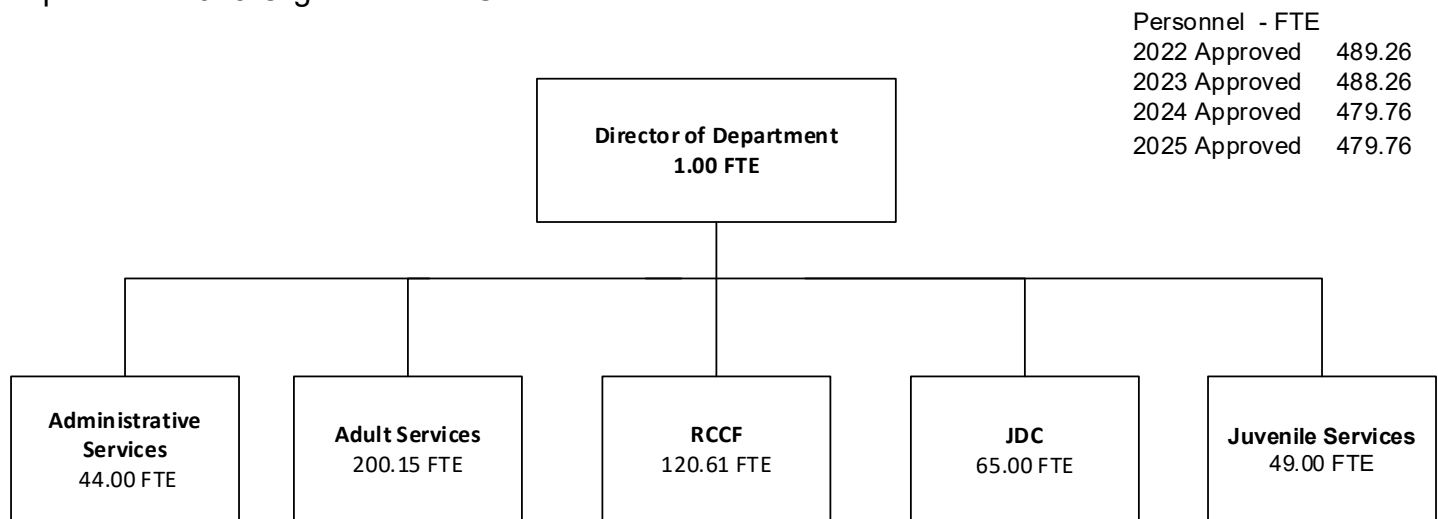 Personnel - FTE
2022 Approved 489.26
2023 Approved 488.26
2024 Approved 479.76
2025 Approved 479.76
Director of Department
1.00 FTE
Administrative
Services
44.00 FTE
Adult Services
200.15 FTE
RCCF
120.61 FTE
JDC
65.00 FTE
Juvenile Services
49.00 FTE